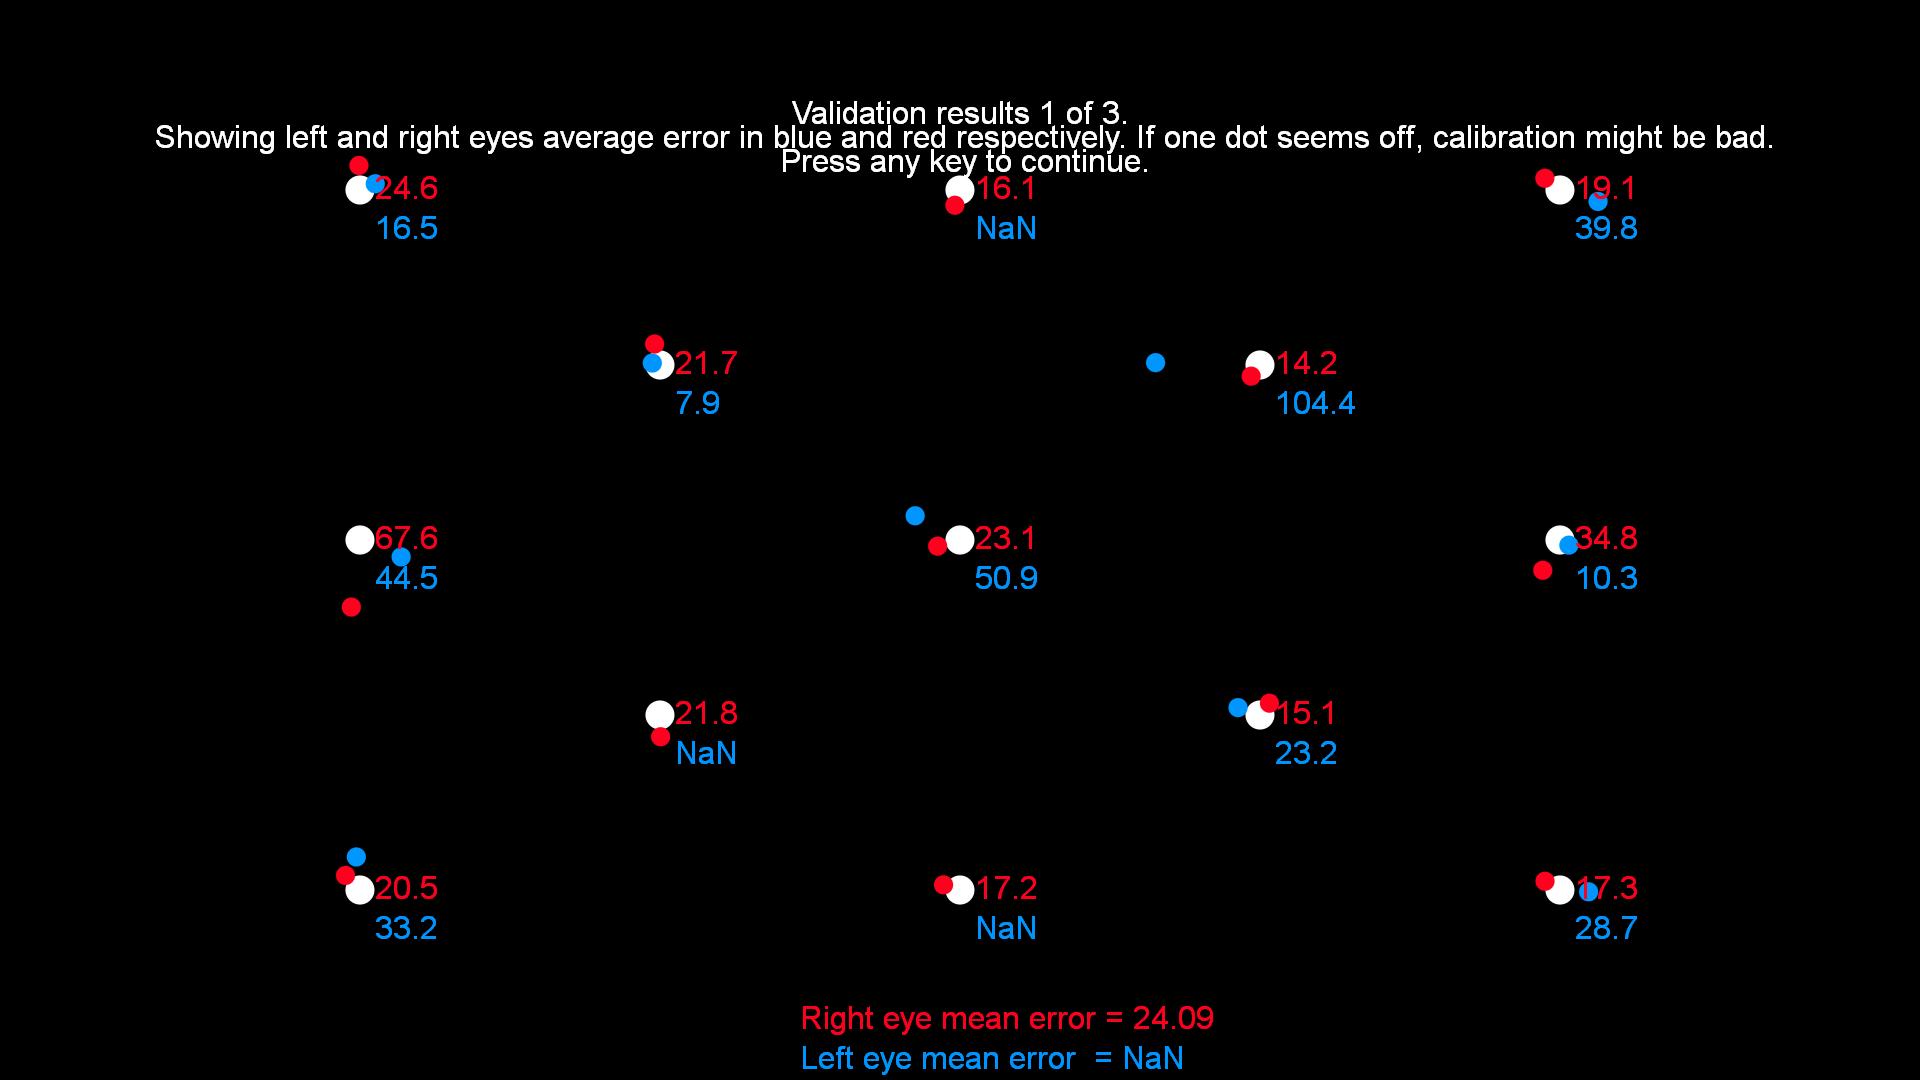 Validation results 1 of 3.
Showing left and right eyes average error in blue and red respectively. If one dot seems off, calibration might be bad.
Press any key to continue.
24.6
16.5
16.1
NaN
19.1
39.8
21.7
7.9
14.2
104.4
67.6
44.5
23.1
50.9
34.8
10.3
21.8
NaN
15.1
23.2
20.5
33.2
17.2
NaN
17.3
28.7
Right eye mean error = 24.09
Left eye mean error  = NaN